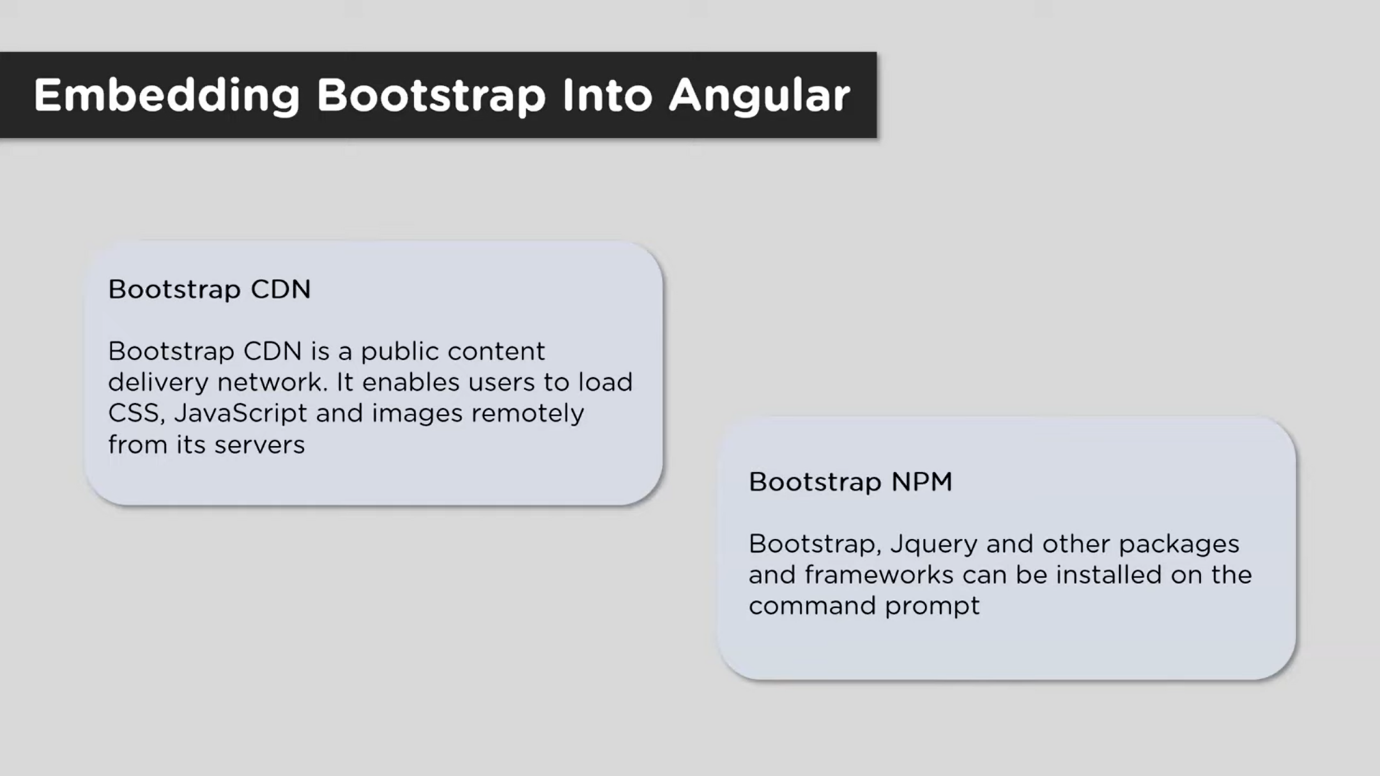 Embedding Bootstrap Into Angular
Bootstrap CDN
Bootstrap CDN is a public content
delivery network. It enables users to load
CSS, JavaScript and images remotely
from its servers
Bootstrap NPM
Bootstrap, Jquery and other packages
and frameworks can be installed on the
command prompt